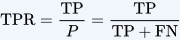 TPR = TP / P = TP / (TP + FN)